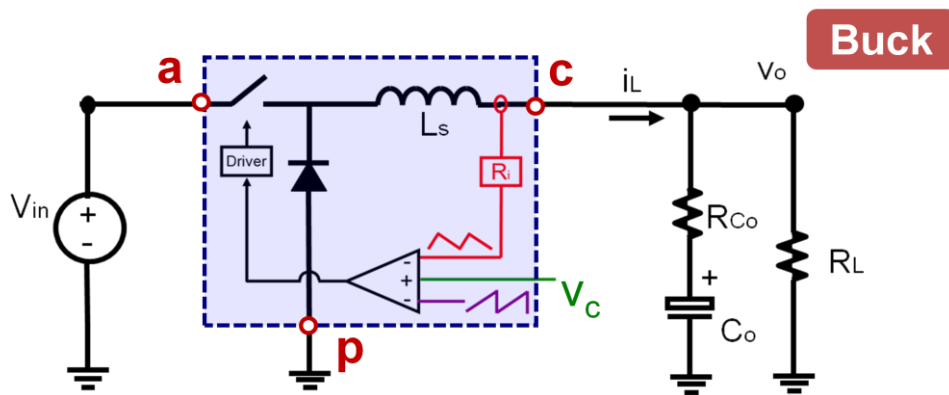 Buck
a
c
iL
vo
Ls
Driver
Ri
Vin
+
-
RCo
RL
-
+
-
vc
+
Co
p